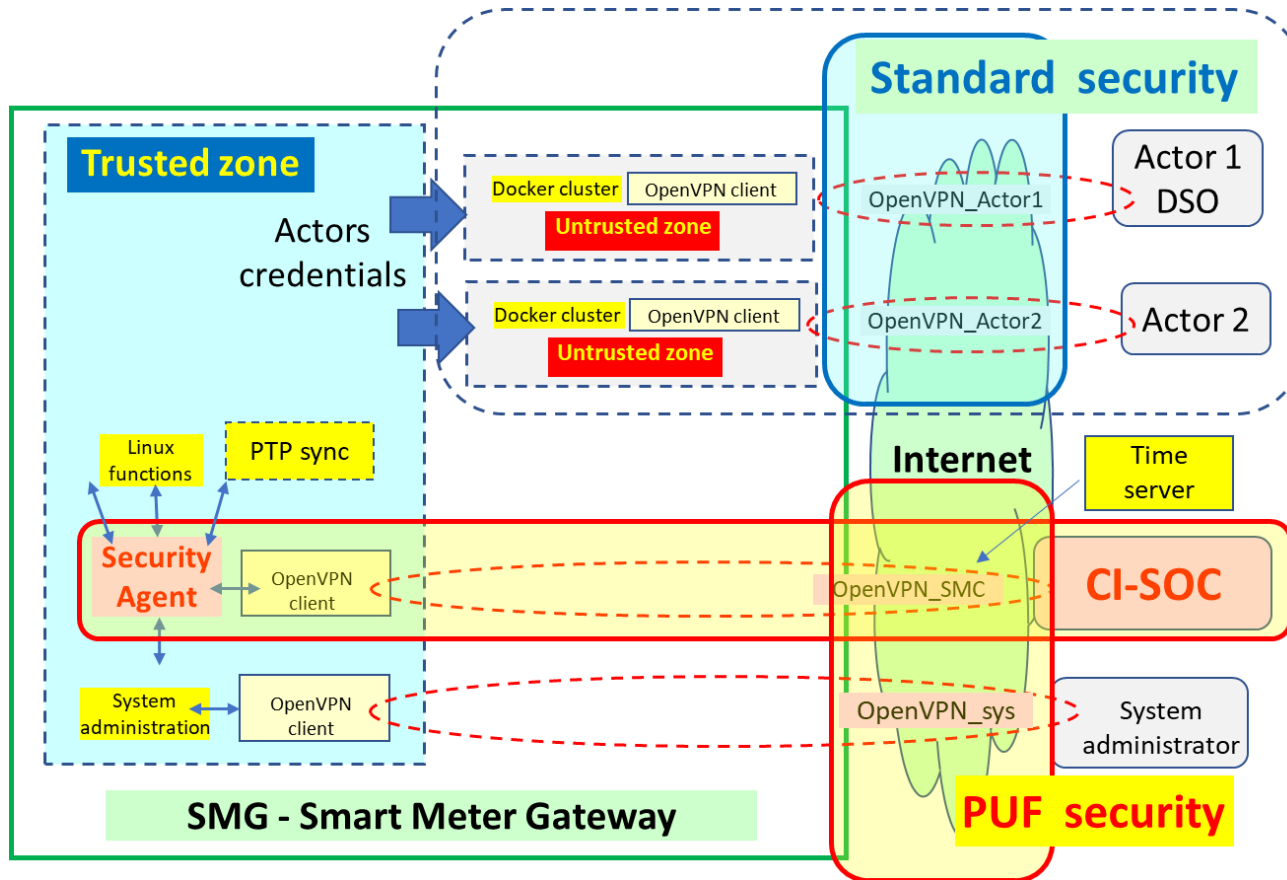 Standard security
Trusted zone
Actors
credentials
Docker cluster
OpenVPN client
Untrusted zone
OpenVPN_Actor1
Actor 1
DSO
Docker cluster
OpenVPN client
Untrusted zone
OpenVPN_Actor2
Actor 2
Linux
functions
PTP sync
Internet
Time
server
Security
Agent
OpenVPN
client
OpenVPN_SMC
CI-SOC
System
administration
OpenVPN
client
OpenVPN_sys
System
administrator
SMG - Smart Meter Gateway
PUF security